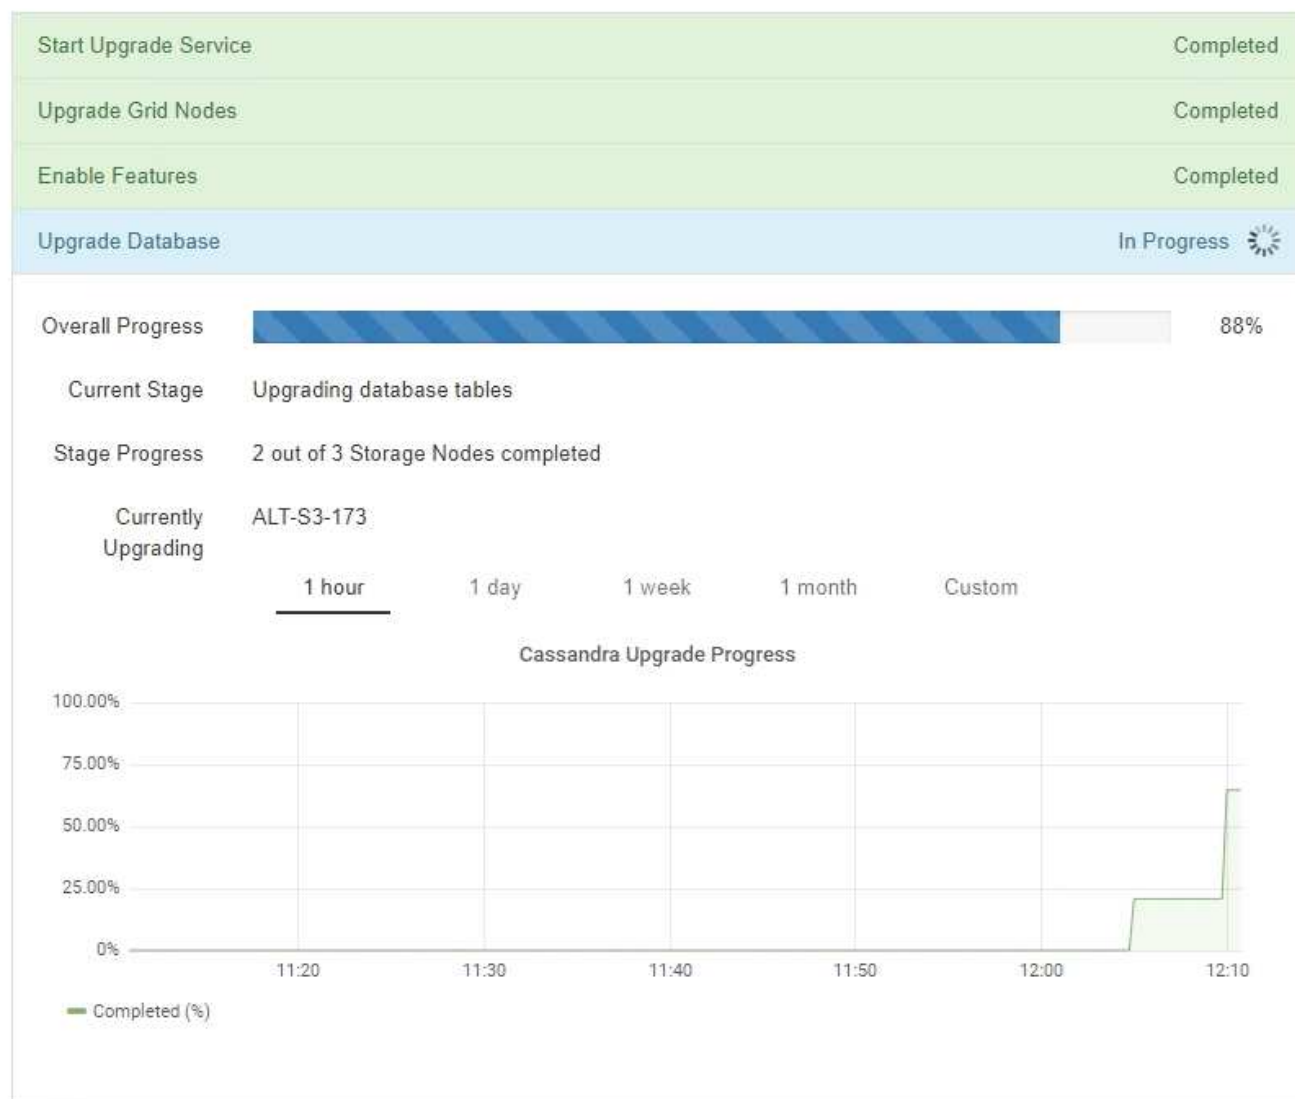 Start Upgrade Service Completed
Upgrade Grid Nodes Completed
Enable Features Completed
Upgrade Database In Progress
Overall Progress 88%
Current Stage Upgrading database tables
Stage Progress 2 out of 3 Storage Nodes completed
Currently Upgrading ALT-S3-173
1 hour 1 day 1 week 1 month Custom
Cassandra Upgrade Progress
100.00%
75.00%
50.00%
25.00%
0%
11:20 11:30 11:40 11:50 12:00 12:10
Completed (%)